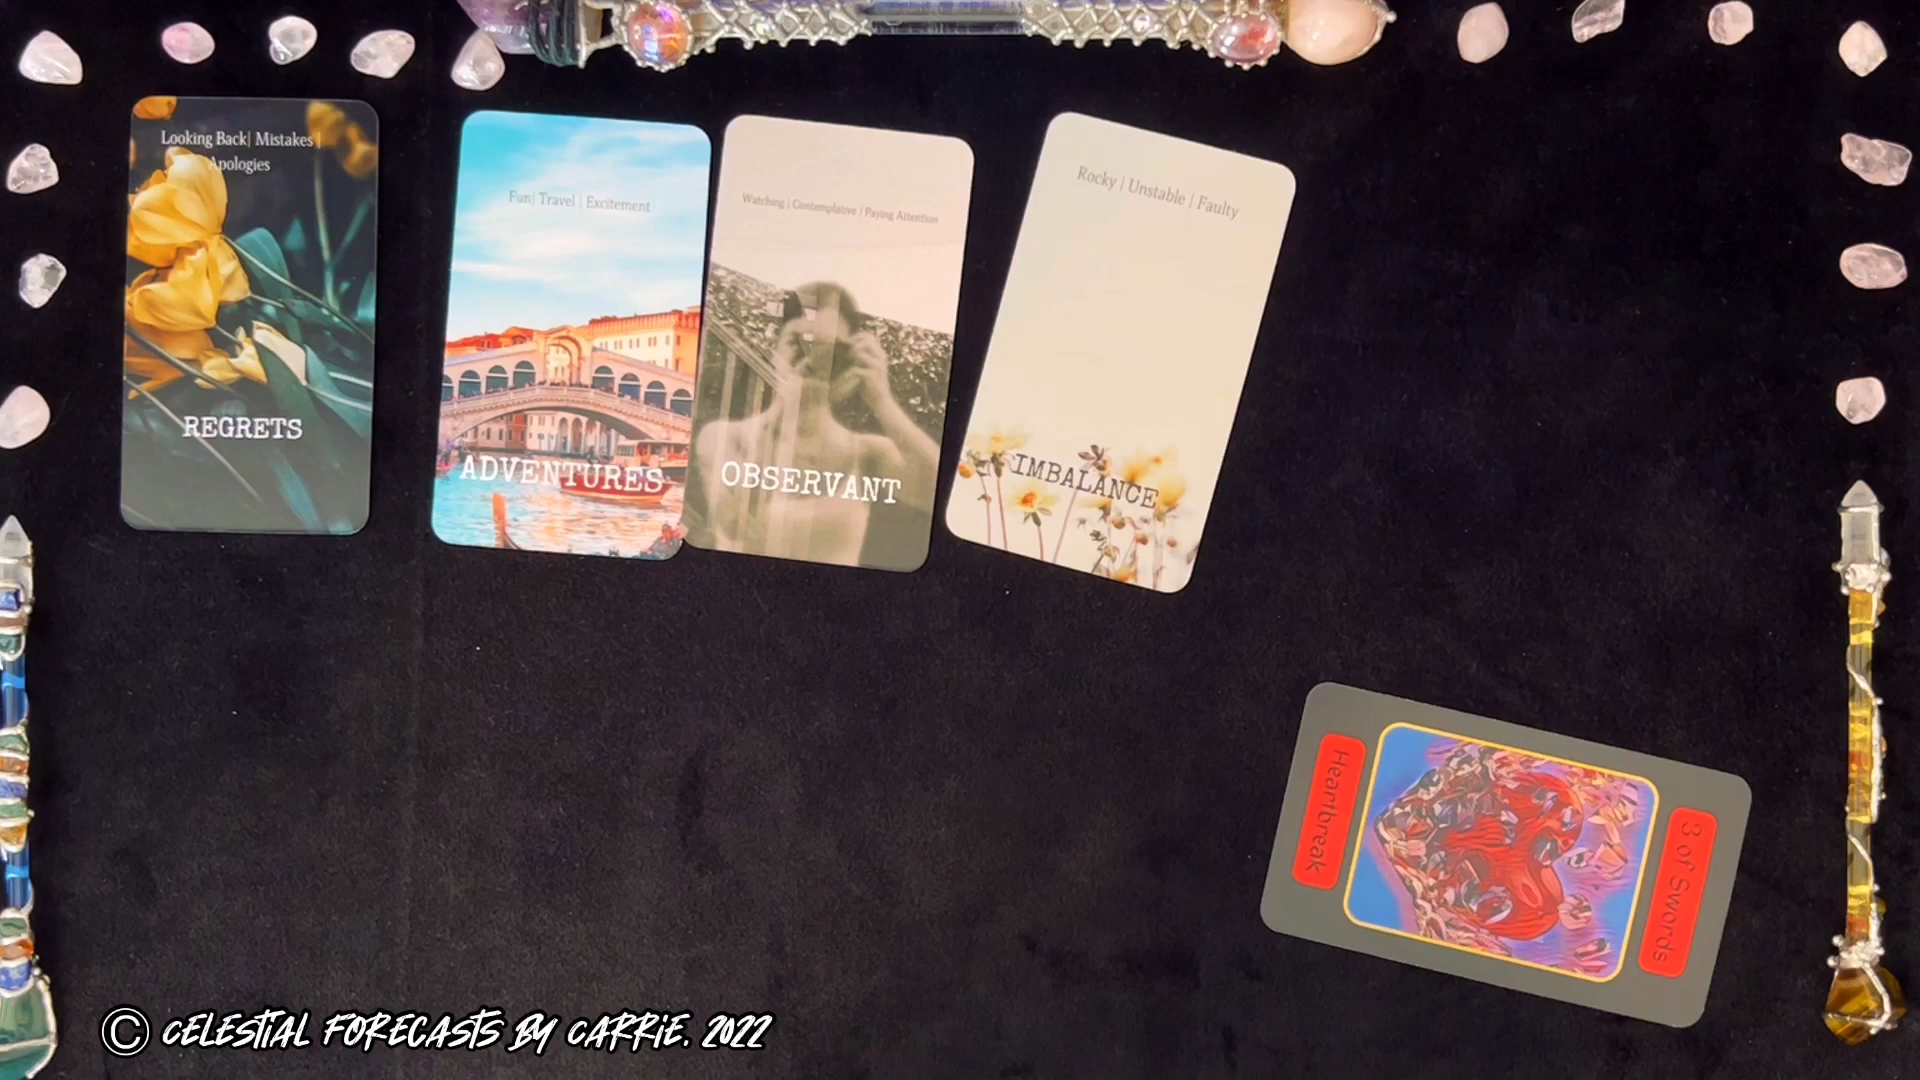 Looking Back| Mistakes |
Apologies
REGRETS
Fun| Travel | Excitement
ADVENTURES
Watching | Contemplative | Paying Attention
OBSERVANT
Rocky | Unstable | Faulty
IMBALANCE
3 of Swords
Heartbreak
© CELESTIAL FORECASTS BY CARRIE. 2022